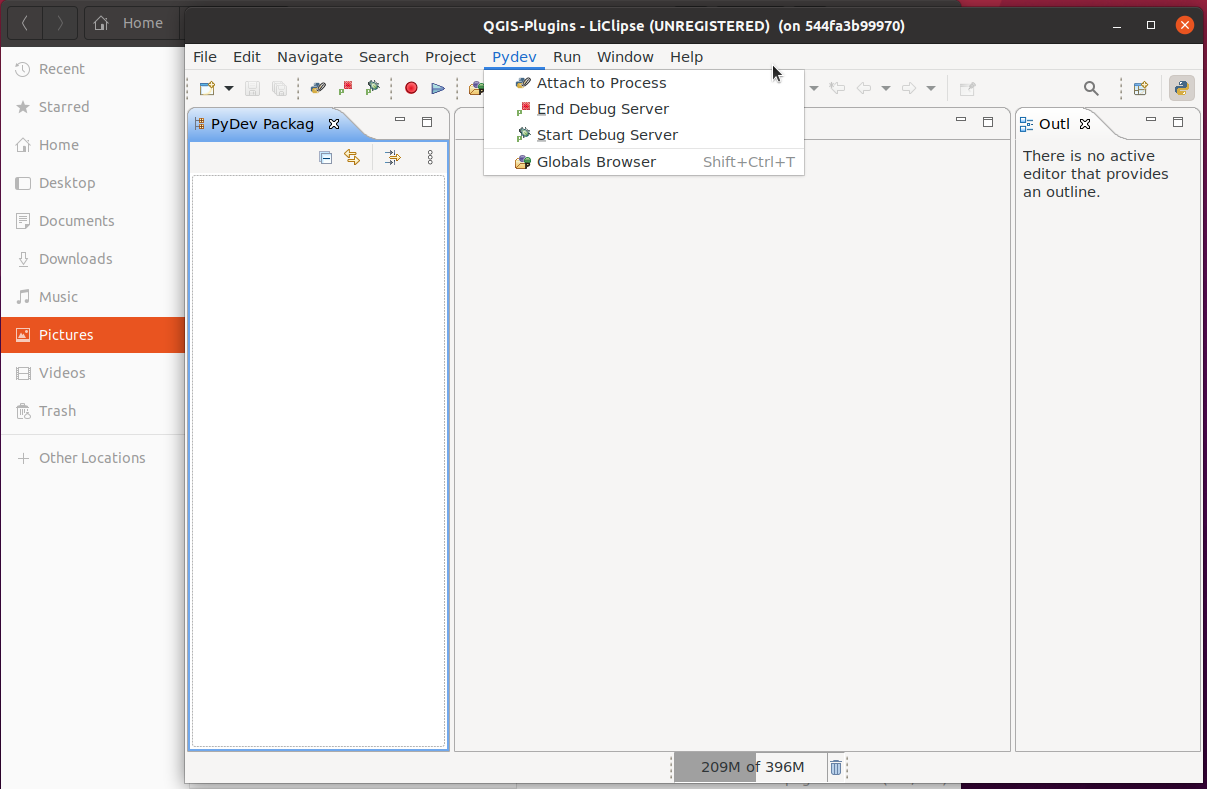 Home
QGIS-Plugins - LiClipse (UNREGISTERED) (on 544fa3b99970)
File Edit Navigate Search Project Pydev Run Window Help
Recent
Starred
Home
Desktop
Documents
Downloads
Music
Pictures
Videos
Trash
Other Locations
Attach to Process
End Debug Server
Start Debug Server
Globals Browser Shift+Ctrl+T
PyDev Packag
Outl
There is no active
editor that provides
an outline.
209M of 396M